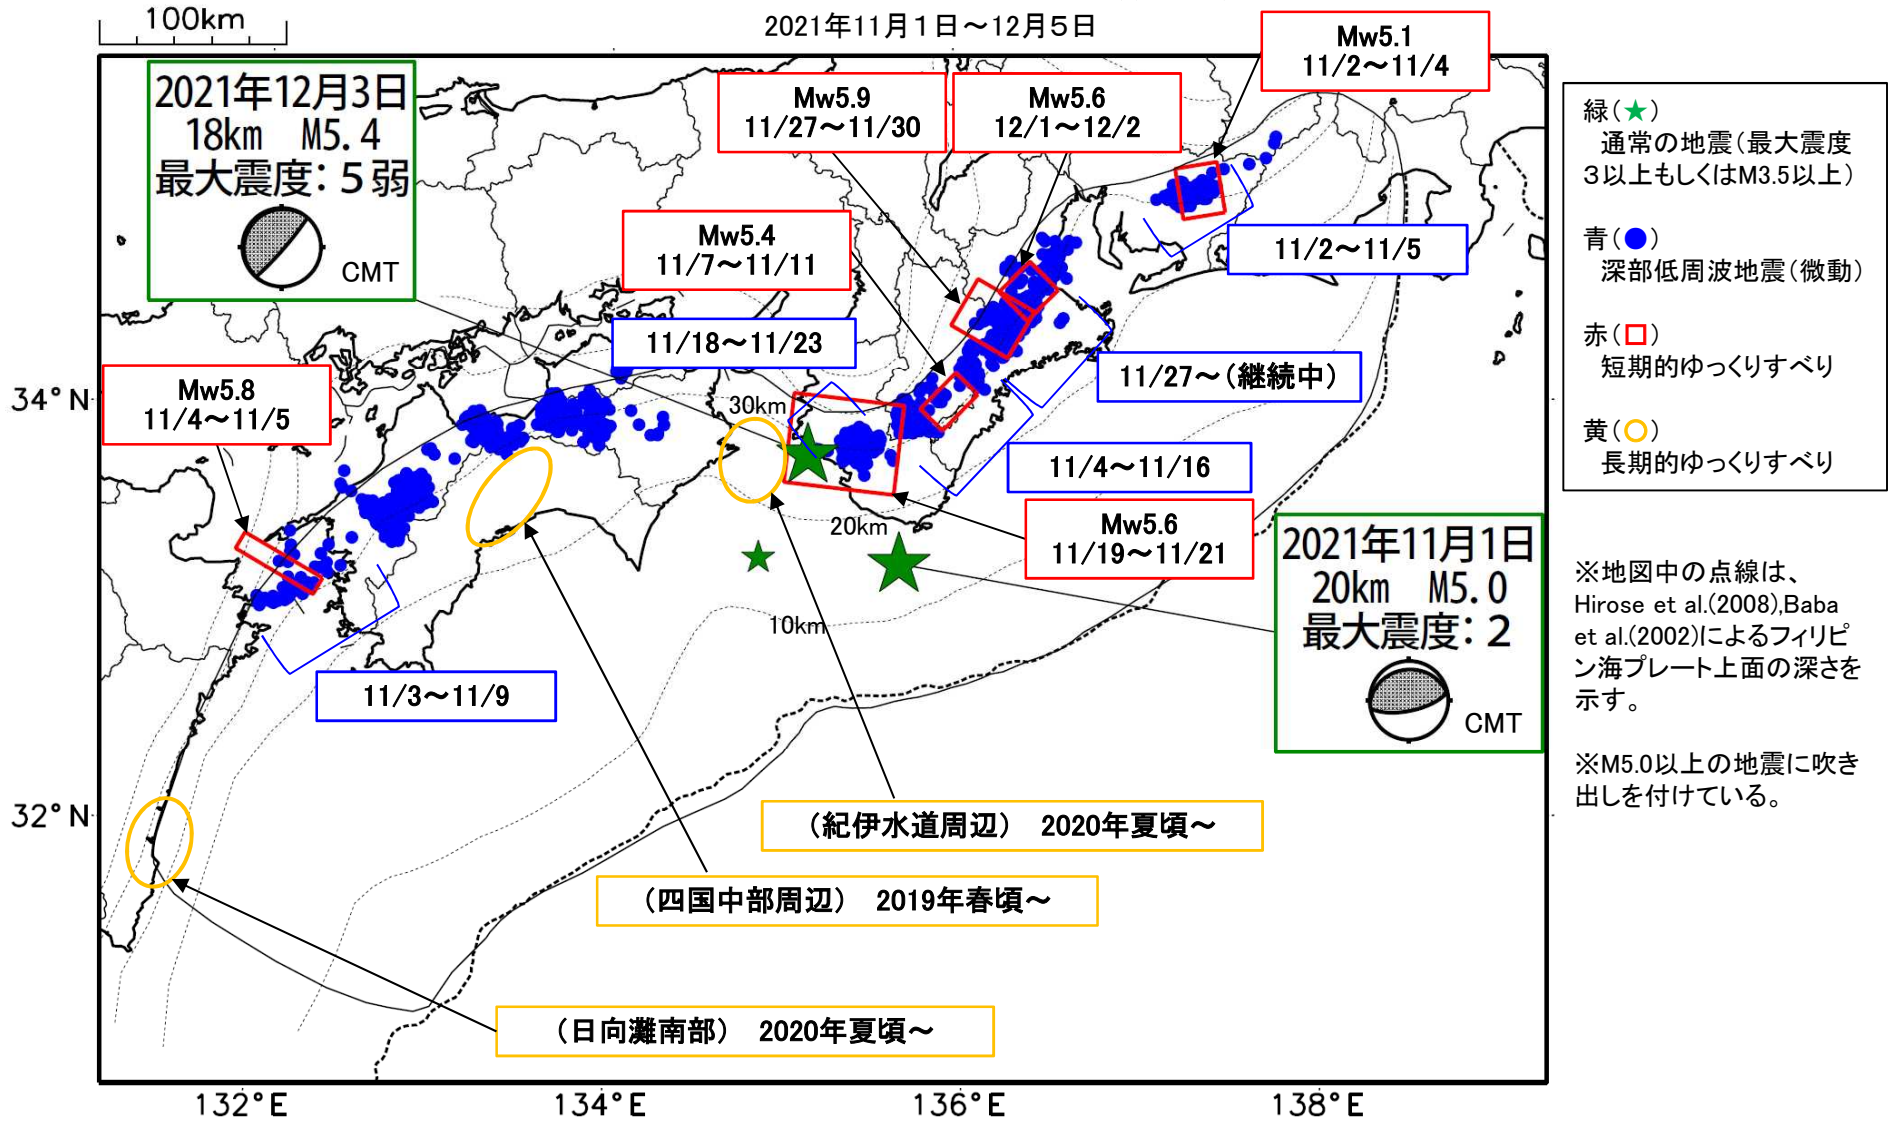 100km
2021年11月1日～12月5日
2021年12月3日
18km M5.4
最大震度：5弱
CMT
Mw5.9
11/27～11/30
Mw5.6
12/1～12/2
Mw5.1
11/2～11/4
Mw5.4
11/7～11/11
11/2～11/5
11/18～11/23
11/27～（継続中）
Mw5.8
11/4～11/5
30km
11/4～11/16
20km
Mw5.6
11/19～11/21
10km
11/3～11/9
2021年11月1日
20km M5.0
最大震度：2
CMT
（紀伊水道周辺） 2020年夏頃～
（四国中部周辺） 2019年春頃～
（日向灘南部） 2020年夏頃～
34°N
32°N
132°E
134°E
136°E
138°E
緑（★）
通常の地震（最大震度
3以上もしくはM3.5以上）
青（●）
深部低周波地震（微動）
赤（□）
短期的ゆっくりすべり
黄（○）
長期的ゆっくりすべり
※地図中の点線は、
Hirose et al.(2008),Baba
et al.(2002)によるフィリピ
ン海プレート上面の深さを
示す。
※M5.0以上の地震に吹き
出しを付けている。